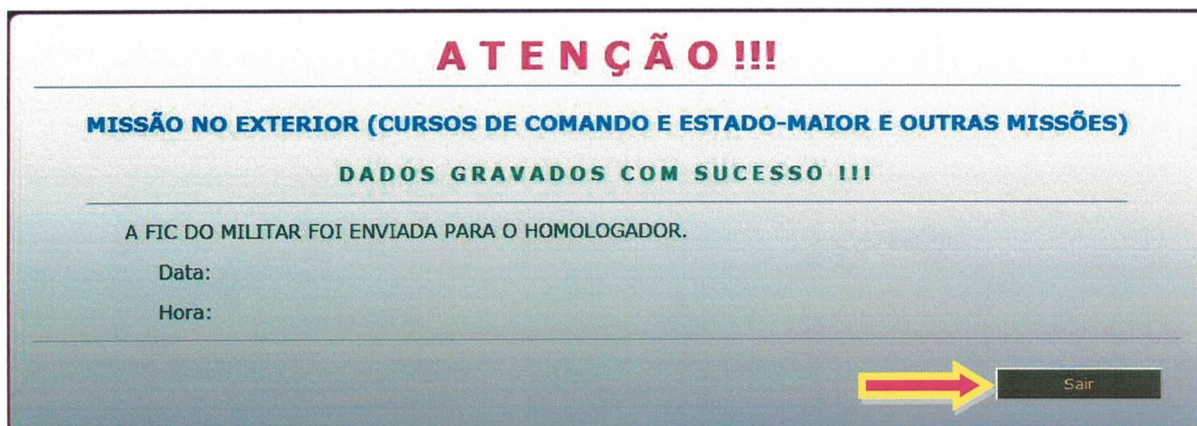 ATENÇÃO!!!
MISSÃO NO EXTERIOR (CURSOS DE COMANDO E ESTADO-MAIOR E OUTRAS MISSÕES)
DADOS GRAVADOS COM SUCESSO !!!
A FIC DO MILITAR FOI ENVIADA PARA O HOMOLOGADOR.
Data:
Hora:
Sair